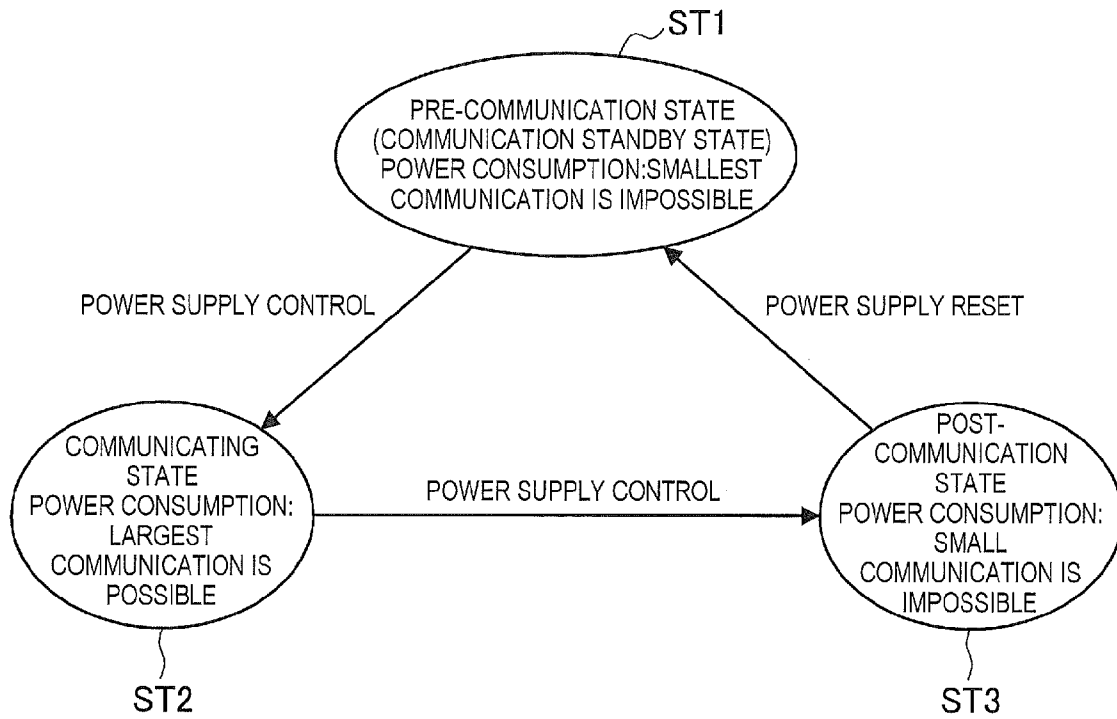 ST1
PRE-COMMUNICATION STATE
(COMMUNICATION STANDBY STATE)
POWER CONSUMPTION:SMALLEST
COMMUNICATION IS IMPOSSIBLE
POWER SUPPLY CONTROL
POWER SUPPLY RESET
COMMUNICATING
STATE
POWER CONSUMPTION:
LARGEST
COMMUNICATION IS
POSSIBLE
POWER SUPPLY CONTROL
POST-
COMMUNICATION
STATE
POWER CONSUMPTION:
SMALL
COMMUNICATION IS
IMPOSSIBLE
ST2
ST3